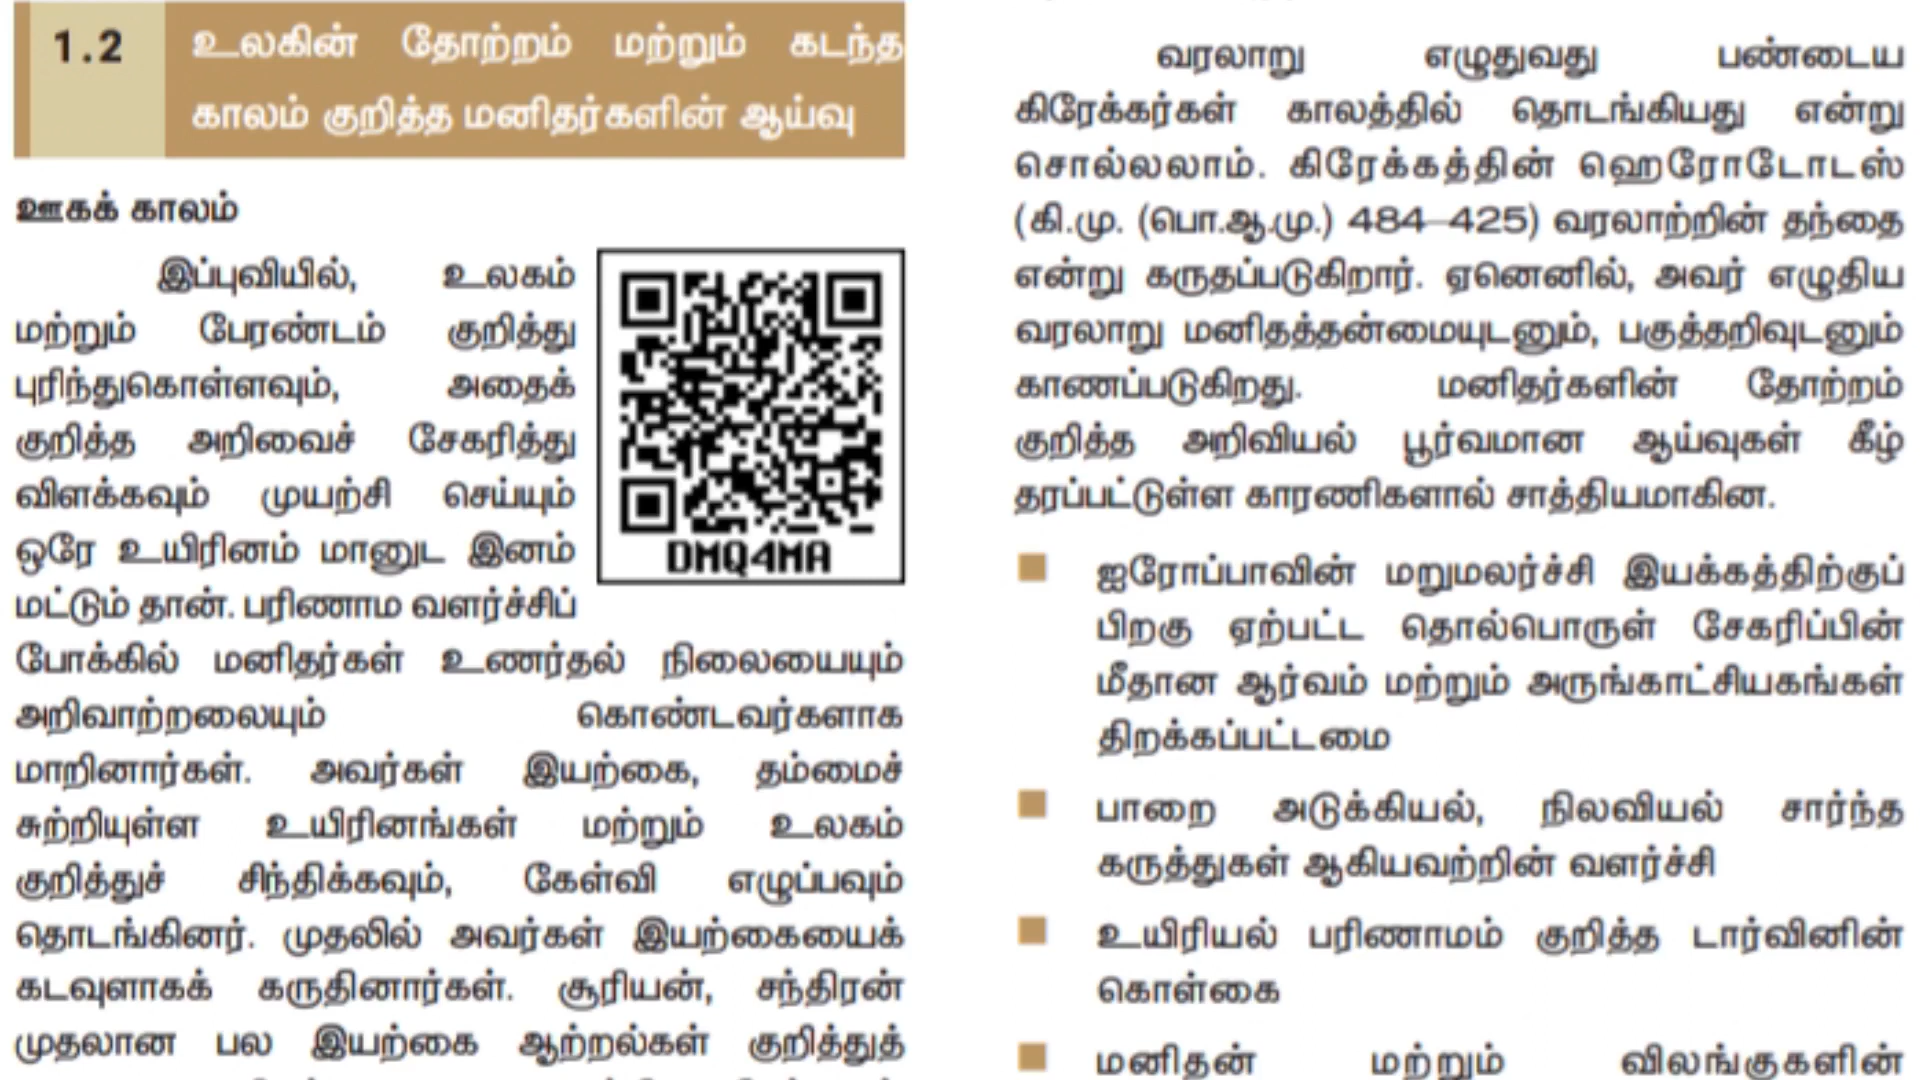 1.2
உலகின் தோற்றம் மற்றும் கடந்த
காலம் குறித்த மனிதர்களின் ஆய்வு
ஊகக் காலம்
இப்புவியில், உலகம்
மற்றும் பேரண்டம் குறித்து
புரிந்துகொள்ளவும், அதைக்
குறித்த அறிவைச் சேகரித்து
விளக்கவும் முயற்சி செய்யும்
ஒரே உயிரினம் மானுட இனம்
மட்டும் தான். பரிணாம வளர்ச்சிப்
DMQ4MA
போக்கில் மனிதர்கள் உணர்தல் நிலையையும்
அறிவாற்றலையும் கொண்டவர்களாக
மாறினார்கள். அவர்கள் இயற்கை, தம்மைச்
சுற்றியுள்ள உயிரினங்கள் மற்றும் உலகம்
குறித்துச் சிந்திக்கவும், கேள்வி எழுப்பவும்
தொடங்கினர். முதலில் அவர்கள் இயற்கையைக்
கடவுளாகக் கருதினார்கள். சூரியன், சந்திரன்
முதலான பல இயற்கை ஆற்றல்கள் குறித்துத்
வரலாறு எழுதுவது பண்டைய
கிரேக்கர்கள் காலத்தில் தொடங்கியது என்று
சொல்லலாம். கிரேக்கத்தின் ஹெரோடோடஸ்
(கி.மு. (பொ.ஆ.மு.) 484–425) வரலாற்றின் தந்தை
என்று கருதப்படுகிறார். ஏனெனில், அவர் எழுதிய
வரலாறு மனிதத்தன்மையுடனும், பகுத்தறிவுடனும்
காணப்படுகிறது. மனிதர்களின் தோற்றம்
குறித்த அறிவியல் பூர்வமான ஆய்வுகள் கீழ்
தரப்பட்டுள்ள காரணிகளால் சாத்தியமாகின.
ஐரோப்பாவின் மறுமலர்ச்சி இயக்கத்திற்குப்
பிறகு ஏற்பட்ட தொல்பொருள் சேகரிப்பின்
மீதான ஆர்வம் மற்றும் அருங்காட்சியகங்கள்
திறக்கப்பட்டமை
பாறை அடுக்கியல், நிலவியல் சார்ந்த
கருத்துகள் ஆகியவற்றின் வளர்ச்சி
உயிரியல் பரிணாமம் குறித்த டார்வினின்
கொள்கை
மனிதன் மற்றும் விலங்குகளின்